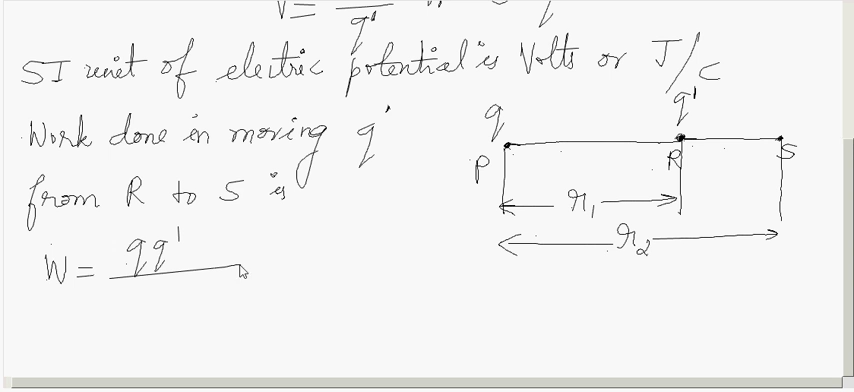 SI unit of electric potential is Volts or J/C
Work done in moving q'
from R to S is
W = qq'
q
q'
P
R
S
r₁
r₂